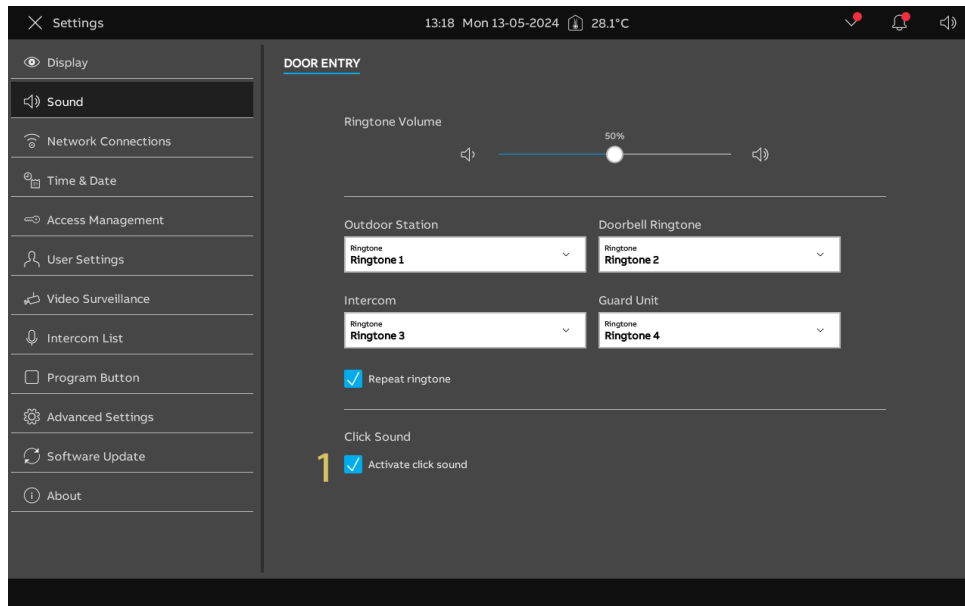 Settings
13:18 Mon 13-05-2024 28.1°C
Display
Sound
Network Connections
Time & Date
Access Management
User Settings
Video Surveillance
Intercom List
Program Button
Advanced Settings
Software Update
About
DOOR ENTRY
Ringtone Volume
50%
Outdoor Station
Ringtone
Ringtone 1
Doorbell Ringtone
Ringtone
Ringtone 2
Intercom
Ringtone
Ringtone 3
Guard Unit
Ringtone
Ringtone 4
Repeat ringtone
Click Sound
1
Activate click sound